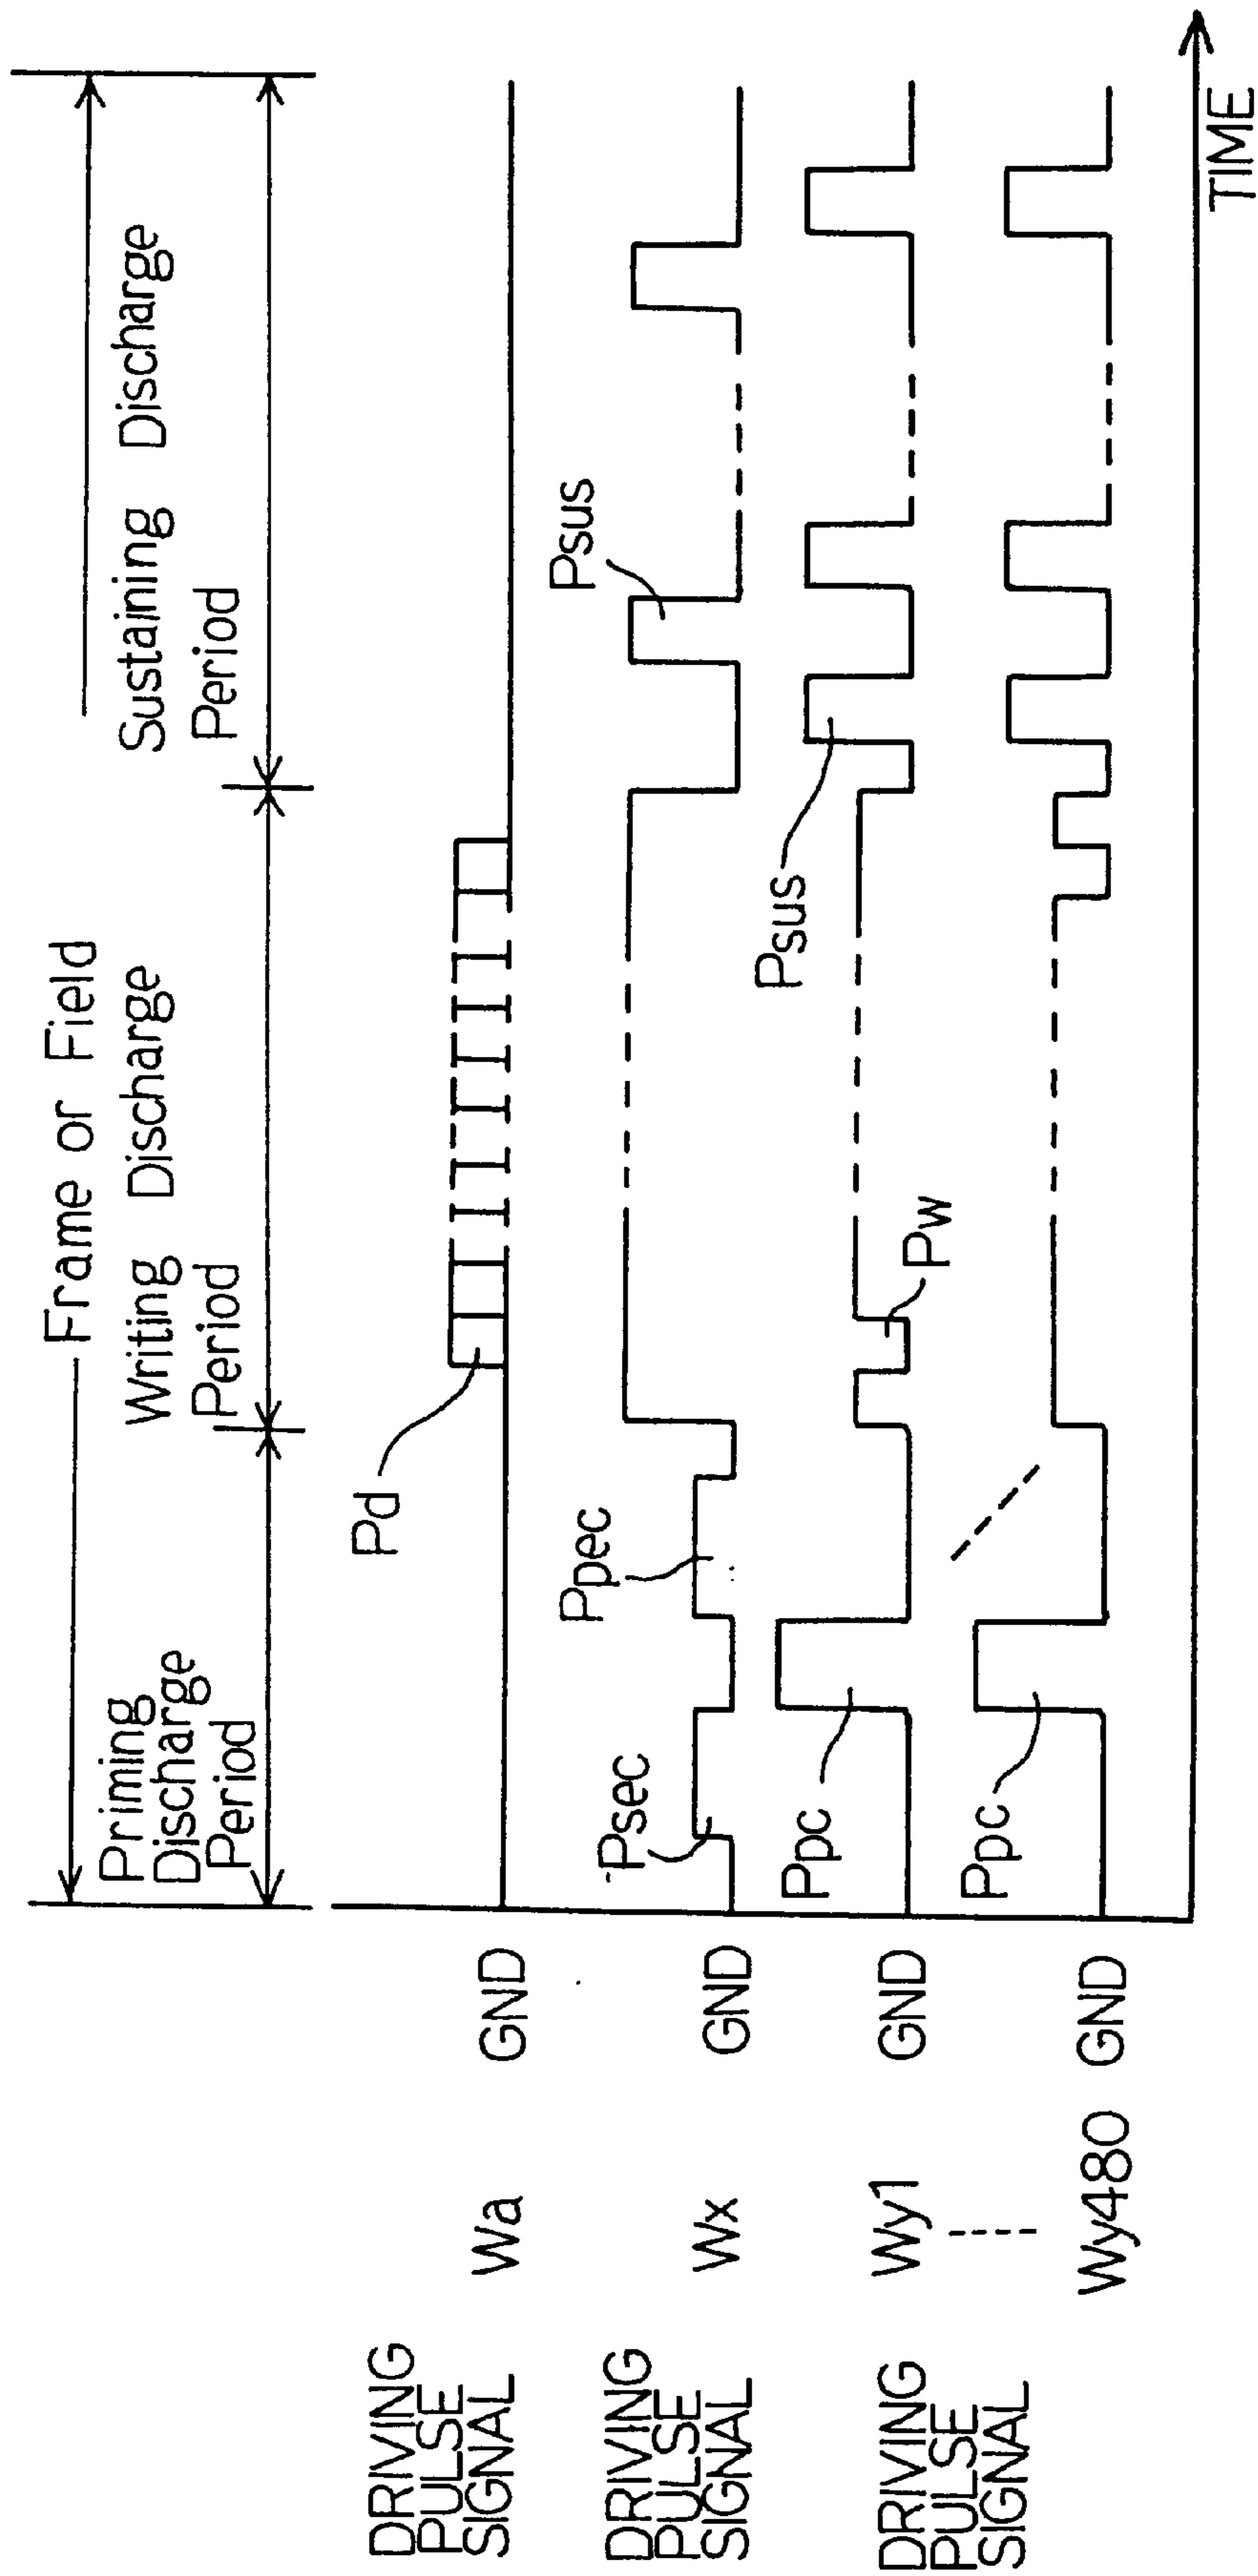 Frame or Field
Priming
Discharge
Period
Writing Discharge
Period
Sustaining Discharge
Period
DRIVING
PULSE
SIGNAL
Wa
GND
Pd
DRIVING
PULSE
SIGNAL
Wx
GND
Psec
Ppec
Psus
DRIVING
PULSE
SIGNAL
Wy1
GND
Ppc
Pw
Psus
Wy480
GND
Ppc
TIME